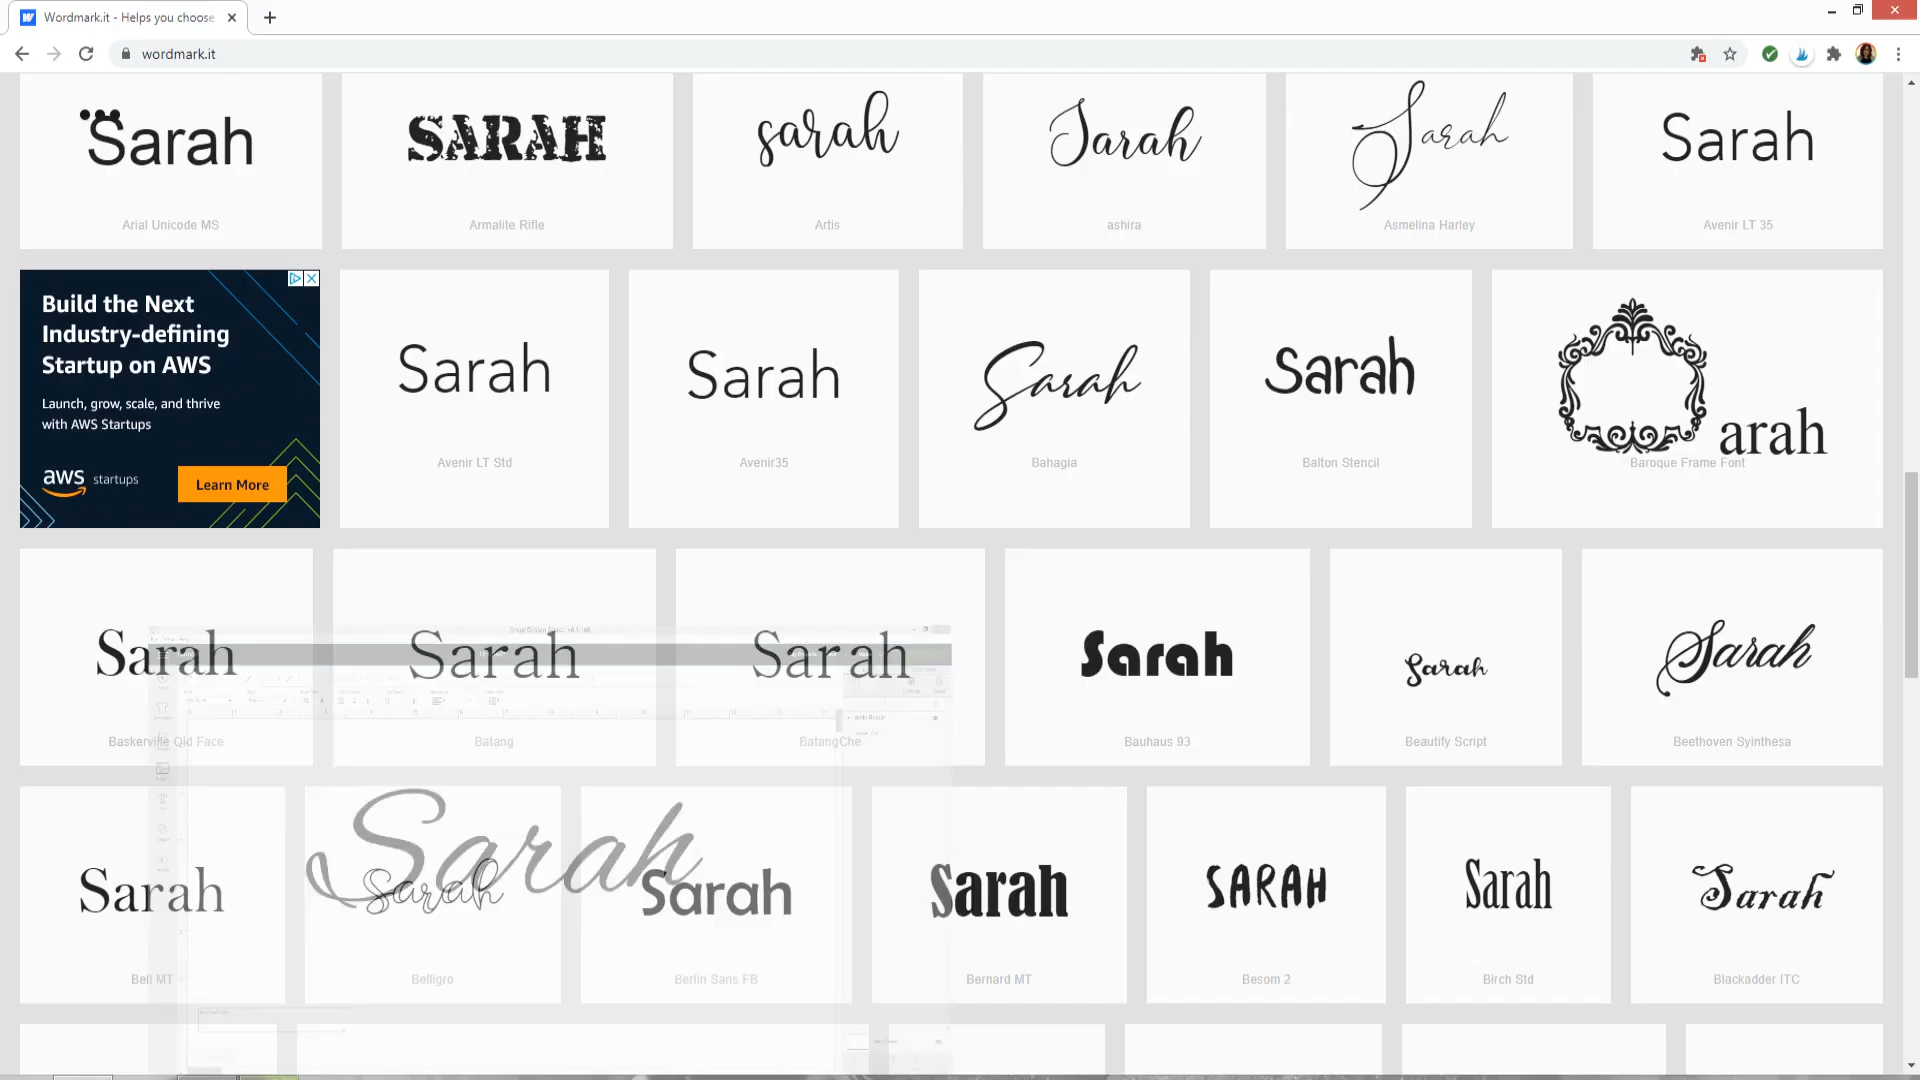 Wordmark.it - Helps you choose
wordmark.it
Sarah
SARAH
sarah
Sarah
Sarah
Sarah
Arial Unicode MS
Armalite Rifle
Artis
ashira
Asmelina Harley
Avenir LT 35
Build the Next
Industry-defining
Startup on AWS
Launch, grow, scale, and thrive
with AWS Startups
aws startups
Learn More
Sarah
Sarah
Sarah
Sarah
arah
Avenir LT Std
Avenir35
Bahagia
Balton Stencil
Baroque Frame Font
Sarah
Sarah
Sarah
Sarah
Sarah
Sarah
Baskerville Old Face
Batang
BatangChe
Bauhaus 93
Beautify Script
Beethoven Syinthesa
Sarah
Sarah
Sarah
Sarah
Sarah
SARAH
Sarah
Sarah
Bell MT
Belligro
Berlin Sans FB
Bernard MT
Besom 2
Birch Std
Blackadder ITC